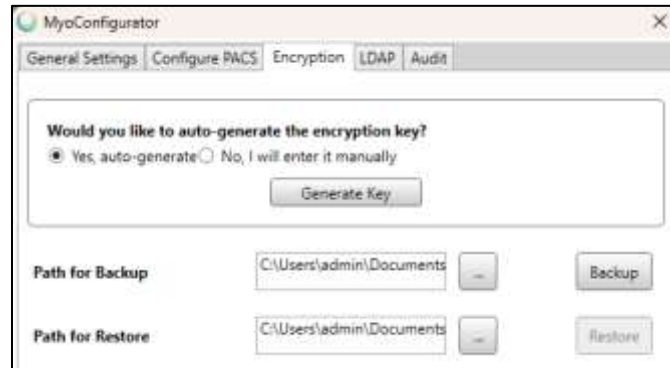 MyoConfigurator
General Settings Configure PACS Encryption LDAP Audit
Would you like to auto-generate the encryption key?
Yes, auto-generate No, I will enter it manually
Generate Key
Path for Backup C:\Users\admin\Documents ... Backup
Path for Restore C:\Users\admin\Documents ... Restore